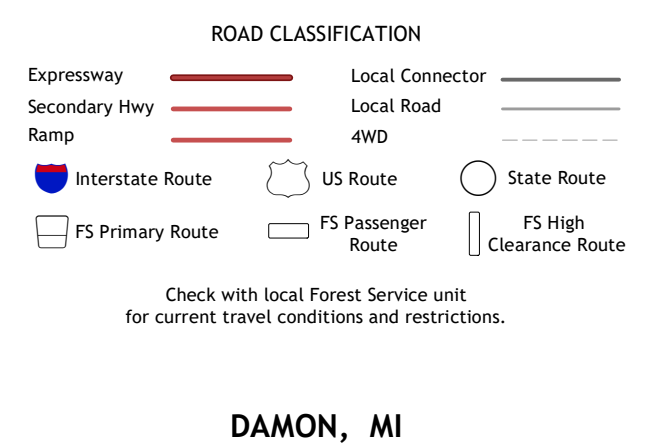 ROAD CLASSIFICATION
Expressway
Local Connector
Secondary Hwy
Local Road
Ramp
4WD
Interstate Route
US Route
State Route
FS Primary Route
FS Passenger
Route
FS High
Clearance Route
Check with local Forest Service unit
for current travel conditions and restrictions.
DAMON, MI